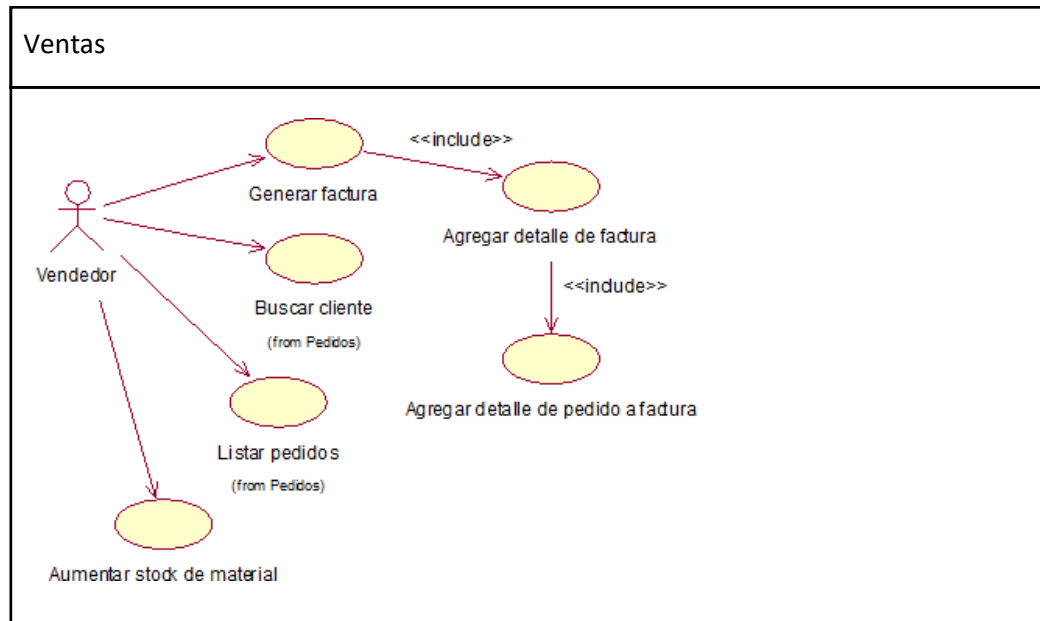 Ventas
<<include>>
Generar factura
Agregar detalle de factura
Vendedor
<<include>>
Buscar cliente
(from Pedidos)
Agregar detalle de pedido a factura
Listar pedidos
(from Pedidos)
Aumentar stock de material